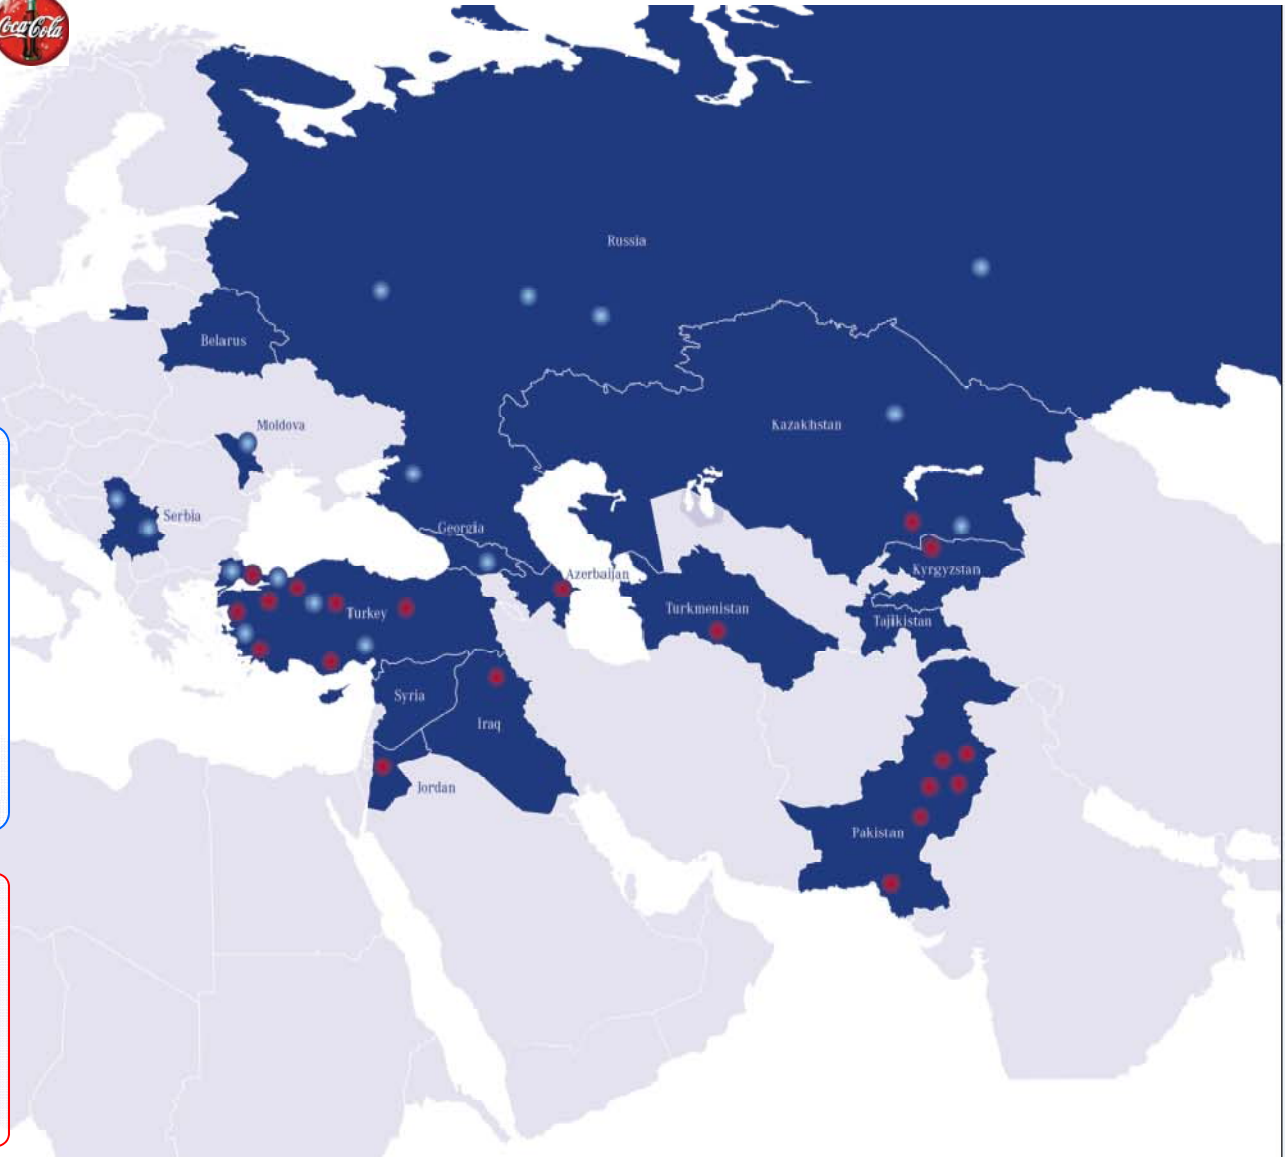 Coca-Cola
Russia
Belarus
Moldova
Kazakhstan
Serbia
Georgia
Azerbaijan
Kyrgyzstan
Turkmenistan
Turkey
Tajikistan
Syria
Iraq
Jordan
Pakistan